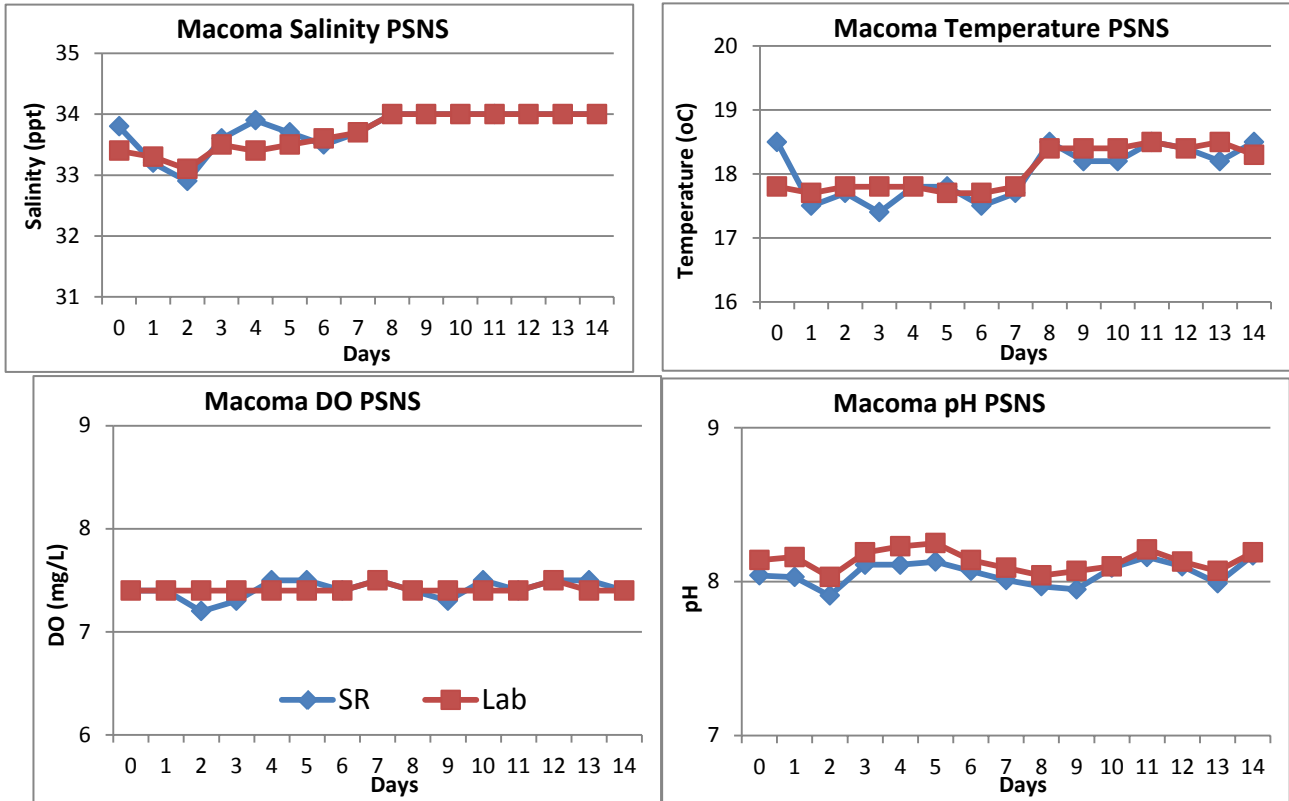 Macoma Salinity PSNS
Salinity (ppt)
35
34
33
32
31
0 1 2 3 4 5 6 7 8 9 10 11 12 13 14
Days
Macoma Temperature PSNS
Temperature (oC)
20
19
18
17
16
0 1 2 3 4 5 6 7 8 9 10 11 12 13 14
Days
Macoma DO PSNS
DO (mg/L)
9
8
7
6
SR Lab
0 1 2 3 4 5 6 7 8 9 10 11 12 13 14
Days
Macoma pH PSNS
pH
9
8
7
0 1 2 3 4 5 6 7 8 9 10 11 12 13 14
Days